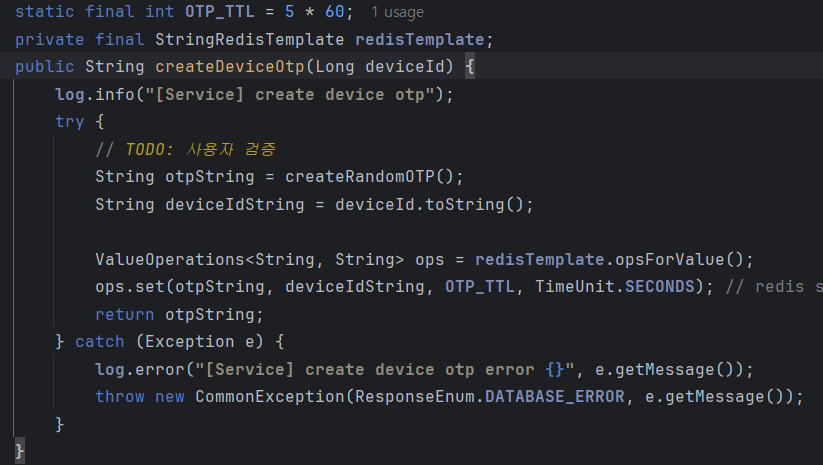 static final int OTP_TTL = 5 * 60; 1 usage
private final StringRedisTemplate redisTemplate;
public String createDeviceOtp(Long deviceId) {
log.info("[Service] create device otp");
try {
// TODO: 사용자 검증
String otpString = createRandomOTP();
String deviceIdString = deviceId.toString();
ValueOperations<String, String> ops = redisTemplate.opsForValue();
ops.set(otpString, deviceIdString, OTP_TTL, TimeUnit.SECONDS); // redis s
return otpString;
} catch (Exception e) {
log.error("[Service] create device otp error {}", e.getMessage());
throw new CommonException(ResponseEnum.DATABASE_ERROR, e.getMessage());
}
}